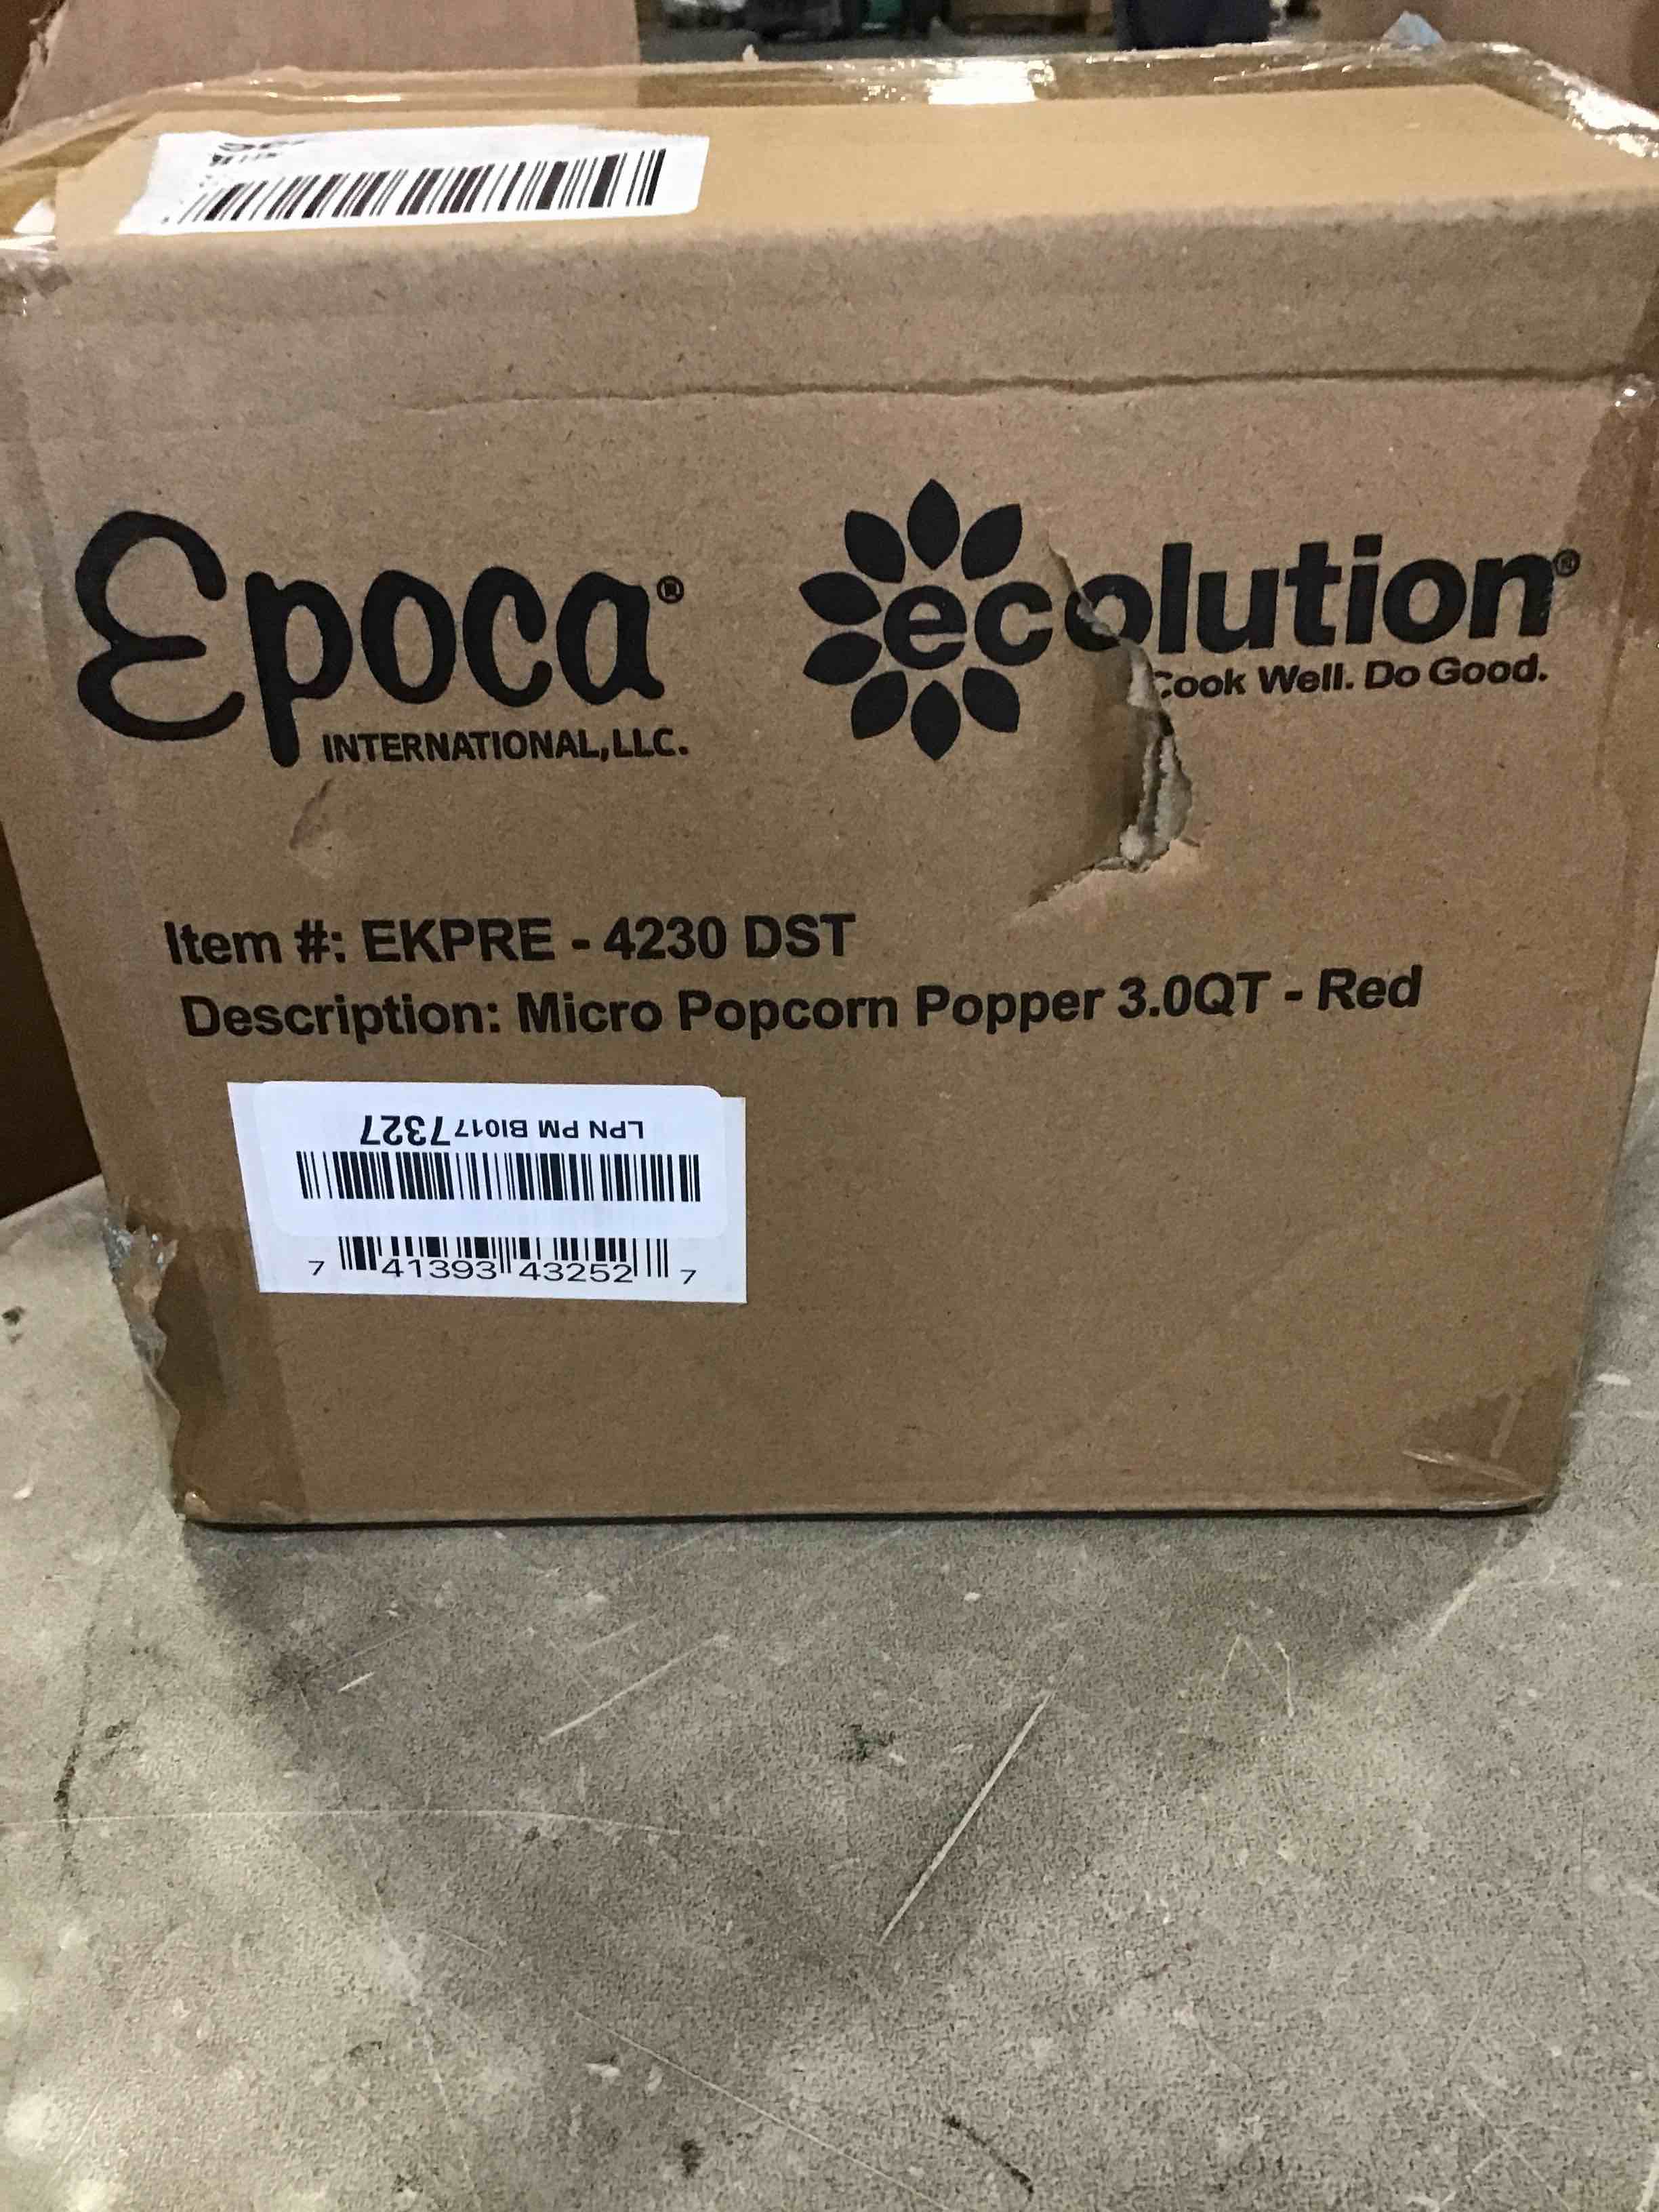 Epoca®
INTERNATIONAL, LLC.
ecolution®
Cook Well. Do Good.
Item #: EKPRE - 4230 DST
Description: Micro Popcorn Popper 3.0QT - Red
LPN PM BI0177327
7 41393 43252 7